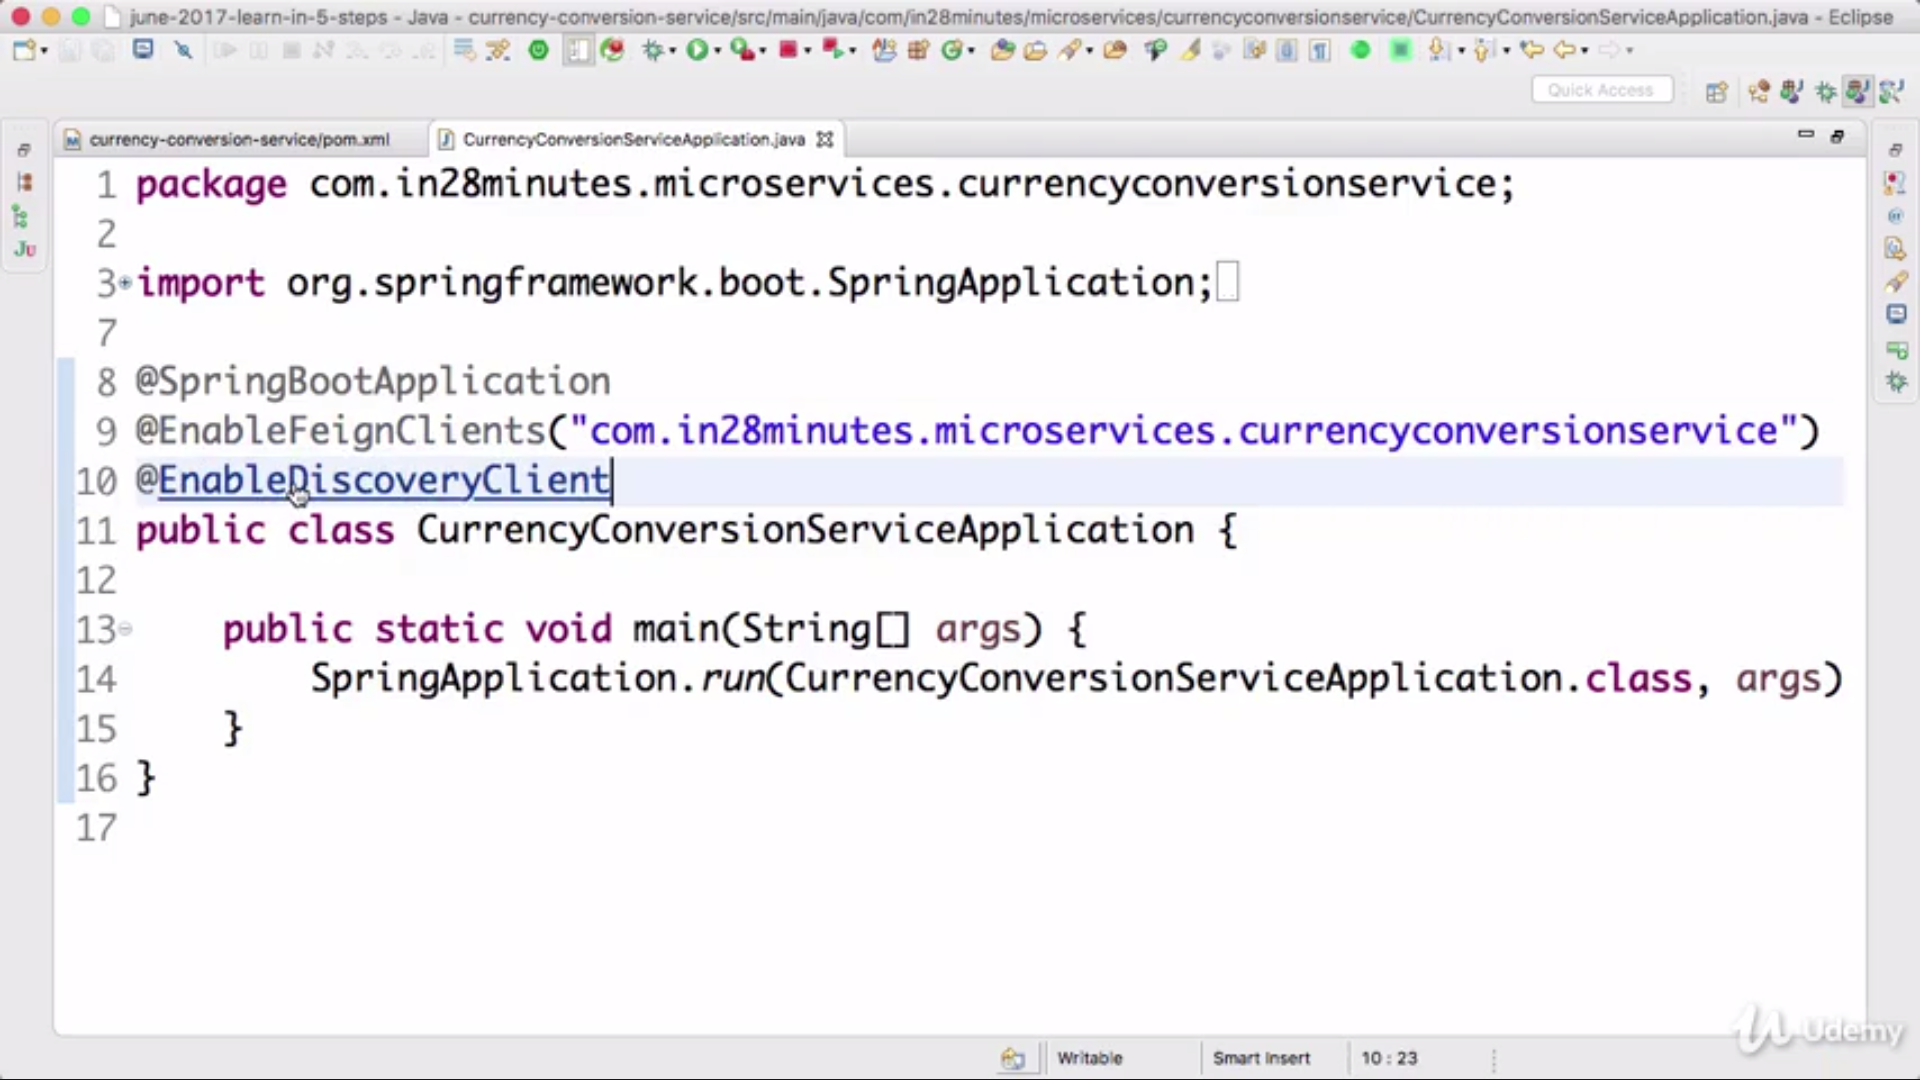 june-2017-learn-in-5-steps - Java - currency-conversion-service/src/main/java/com/in28minutes/microservices/currencyconversionservice/CurrencyConversionServiceApplication.java - Eclipse
Quick Access
currency-conversion-service/pom.xml
CurrencyConversionServiceApplication.java
1 package com.in28minutes.microservices.currencyconversionservice;
2
3 import org.springframework.boot.SpringApplication;
7
8 @SpringBootApplication
9 @EnableFeignClients("com.in28minutes.microservices.currencyconversionservice")
10 @EnableDiscoveryClient
11 public class CurrencyConversionServiceApplication {
12
13 public static void main(String[] args) {
14 SpringApplication.run(CurrencyConversionServiceApplication.class, args)
15 }
16 }
17
Ju
Udemy
Writable
Smart Insert
10 : 23